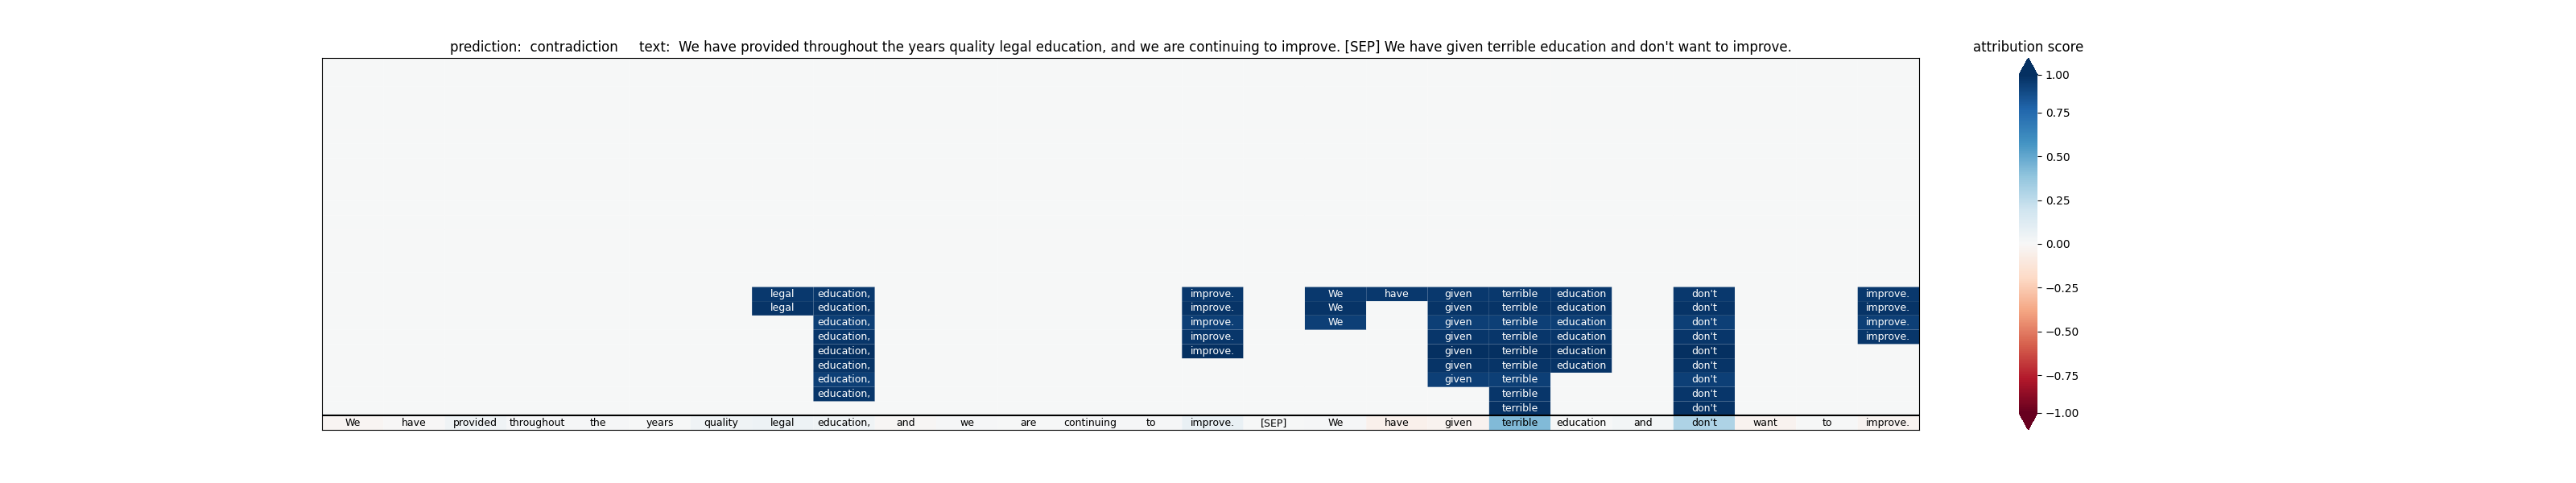 prediction:  contradiction     text:  We have provided throughout the years quality legal education, and we are continuing to improve. [SEP] We have given terrible education and don't want to improve.
attribution score
1.00
0.75
0.50
0.25
0.00
−0.25
−0.50
−0.75
−1.00
legal education, improve. We have given terrible education don't improve.
legal education, improve. We given terrible education don't improve.
education, improve. We given terrible education don't improve.
education, improve. given terrible education don't improve.
education, improve. given terrible education don't
education, given terrible education don't
education, given terrible don't
education, terrible don't
terrible don't
We have provided throughout the years quality legal education, and we are continuing to improve. [SEP] We have given terrible education and don't want to improve.